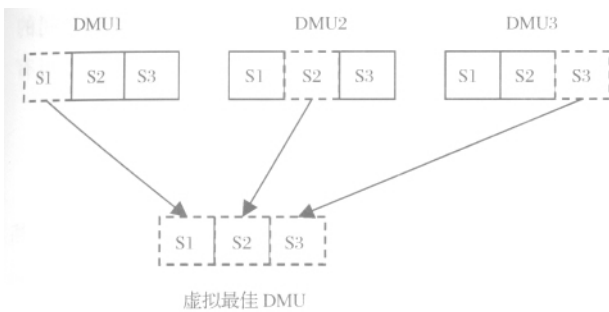 DMU1 DMU2 DMU3
S1 S2 S3 S1 S2 S3 S1 S2 S3
S1 S2 S3
虚拟最佳 DMU